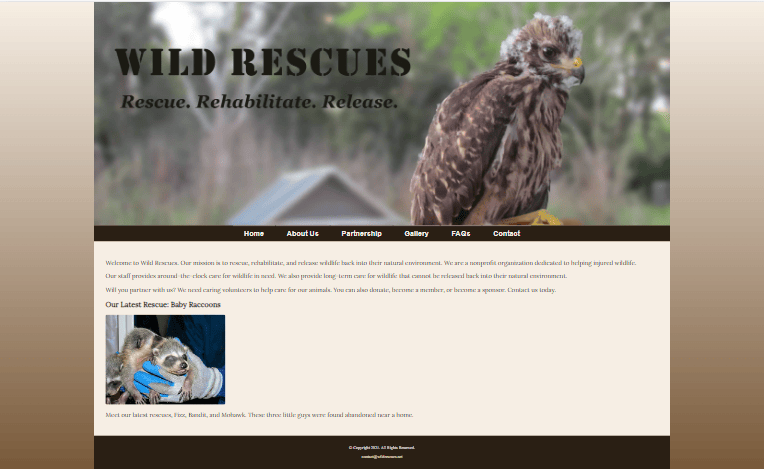 WILD RESCUES
Rescue. Rehabilitate. Release.
Home About Us Partnership Gallery FAQs Contact
Welcome to Wild Rescues. Our mission is to rescue, rehabilitate, and release wildlife back into their natural environment. We are a nonprofit organization dedicated to helping injured wildlife.
Our staff provides around-the-clock care for wildlife in need. We also provide long-term care for wildlife that cannot be released back into their natural environment.
Will you partner with us? We need caring volunteers to help care for our animals. You can also donate, become a member, or become a sponsor. Contact us today.
Our Latest Rescue: Baby Raccoons
Meet our latest rescues, Fizz, Bandit, and Mohawk. These three little guys were found abandoned near a home.
© Copyright 2021. All Rights Reserved.
contact@wildrescues.net